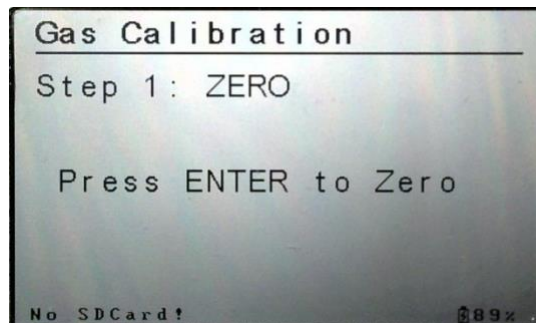 Gas Calibration
Step 1: ZERO
Press ENTER to Zero
No SDCard!
89%